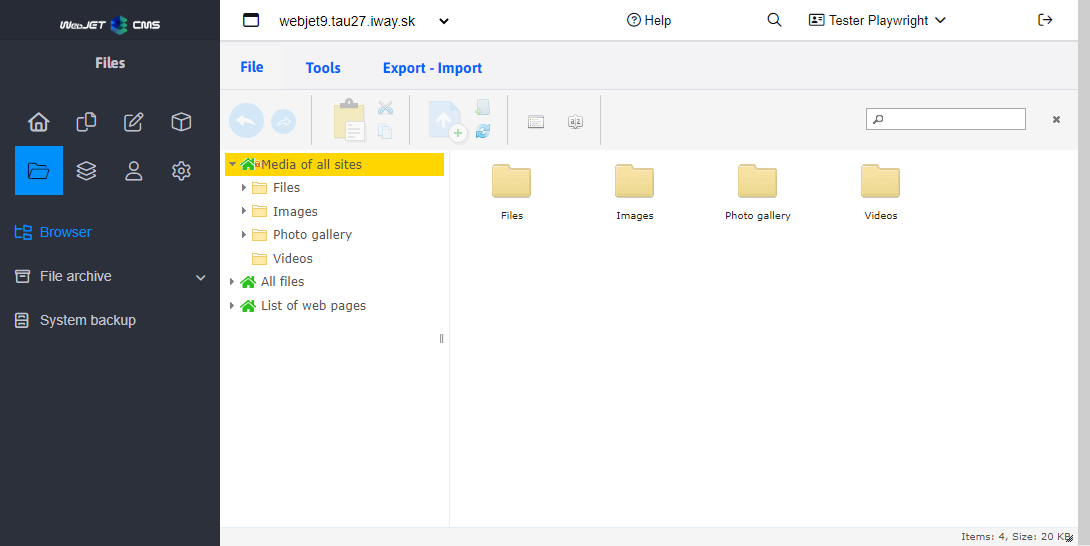 WebJET CMS
webjet9.tau27.iway.sk
Help
Tester Playwright
Files
File
Tools
Export - Import
Media of all sites
Files
Images
Photo gallery
Videos
All files
List of web pages
Files
Images
Photo gallery
Videos
Browser
File archive
System backup
Items: 4, Size: 20 KB